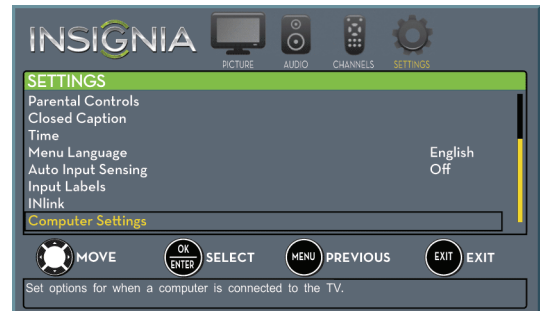 INSIGNIA
PICTURE AUDIO CHANNELS SETTINGS
SETTINGS
Parental Controls
Closed Caption
Time
Menu Language English
Auto Input Sensing Off
Input Labels
INlink
Computer Settings
MOVE OK ENTER SELECT MENU PREVIOUS EXIT EXIT
Set options for when a computer is connected to the TV.